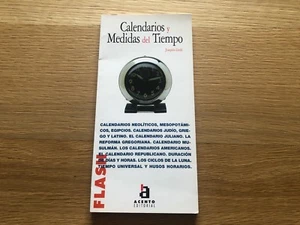 Calendarios y
Medidas del Tiempo
CALENDARIOS NEOLÍTICOS, MESOPOTÁMI-
COS, EGIPCIOS. CALENDARIOS JUDÍO, GRIE-
GO Y LATINO. EL CALENDARIO JULIANO. LA
REFORMA GREGORIANA. CALENDARIO MU-
SULMÁN. LOS CALENDARIOS AMERICANOS.
EL CALENDARIO REPUBLICANO. DURACIÓN
DÍAS Y HORAS. LOS CICLOS DE LA LUNA.
TIEMPO UNIVERSAL Y HUSOS HORARIOS.
FLASH
ACENTO
EDITORIAL